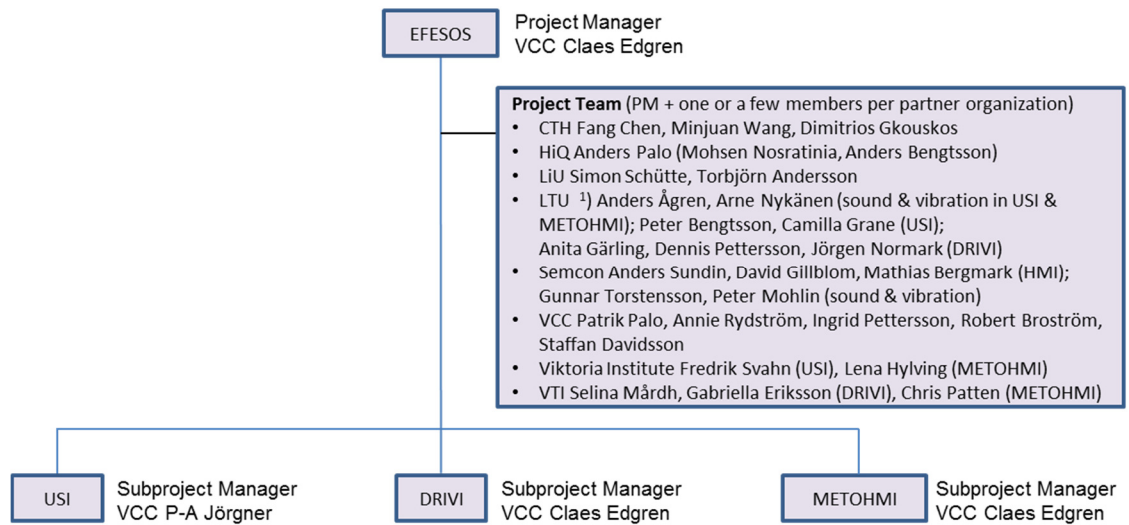 EFESOS
Project Manager
VCC Claes Edgren
Project Team (PM + one or a few members per partner organization)
• CTH Fang Chen, Minjuan Wang, Dimitrios Gkouskos
• HiQ Anders Palo (Mohsen Nosratinia, Anders Bengtsson)
• LiU Simon Schütte, Torbjörn Andersson
• LTU ¹) Anders Ågren, Arne Nykänen (sound & vibration in USI &
METOHMI); Peter Bengtsson, Camilla Grane (USI);
Anita Gärling, Dennis Pettersson, Jörgen Normark (DRIVI)
• Semcon Anders Sundin, David Gillblom, Mathias Bergmark (HMI);
Gunnar Torstensson, Peter Mohlin (sound & vibration)
• VCC Patrik Palo, Annie Rydström, Ingrid Pettersson, Robert Broström,
Staffan Davidsson
• Viktoria Institute Fredrik Svahn (USI), Lena Hylving (METOHMI)
• VTI Selina Mårdh, Gabriella Eriksson (DRIVI), Chris Patten (METOHMI)
USI
Subproject Manager
VCC P-A Jörgner
DRIVI
Subproject Manager
VCC Claes Edgren
METOHMI
Subproject Manager
VCC Claes Edgren